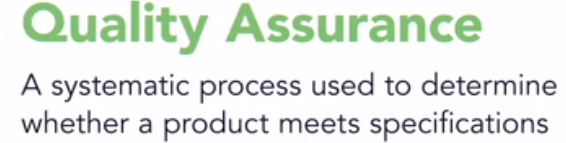 Quality Assurance
A systematic process used to determine
whether a product meets specifications